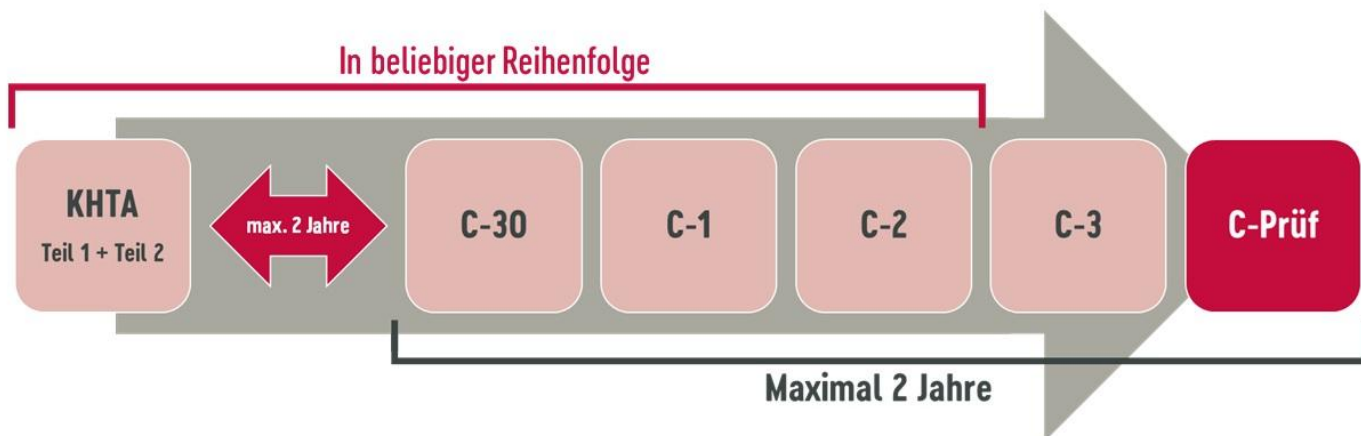 In beliebiger Reihenfolge
KHTA
Teil 1 + Teil 2
max. 2 Jahre
C-30
C-1
C-2
C-3
C-Prüf
Maximal 2 Jahre